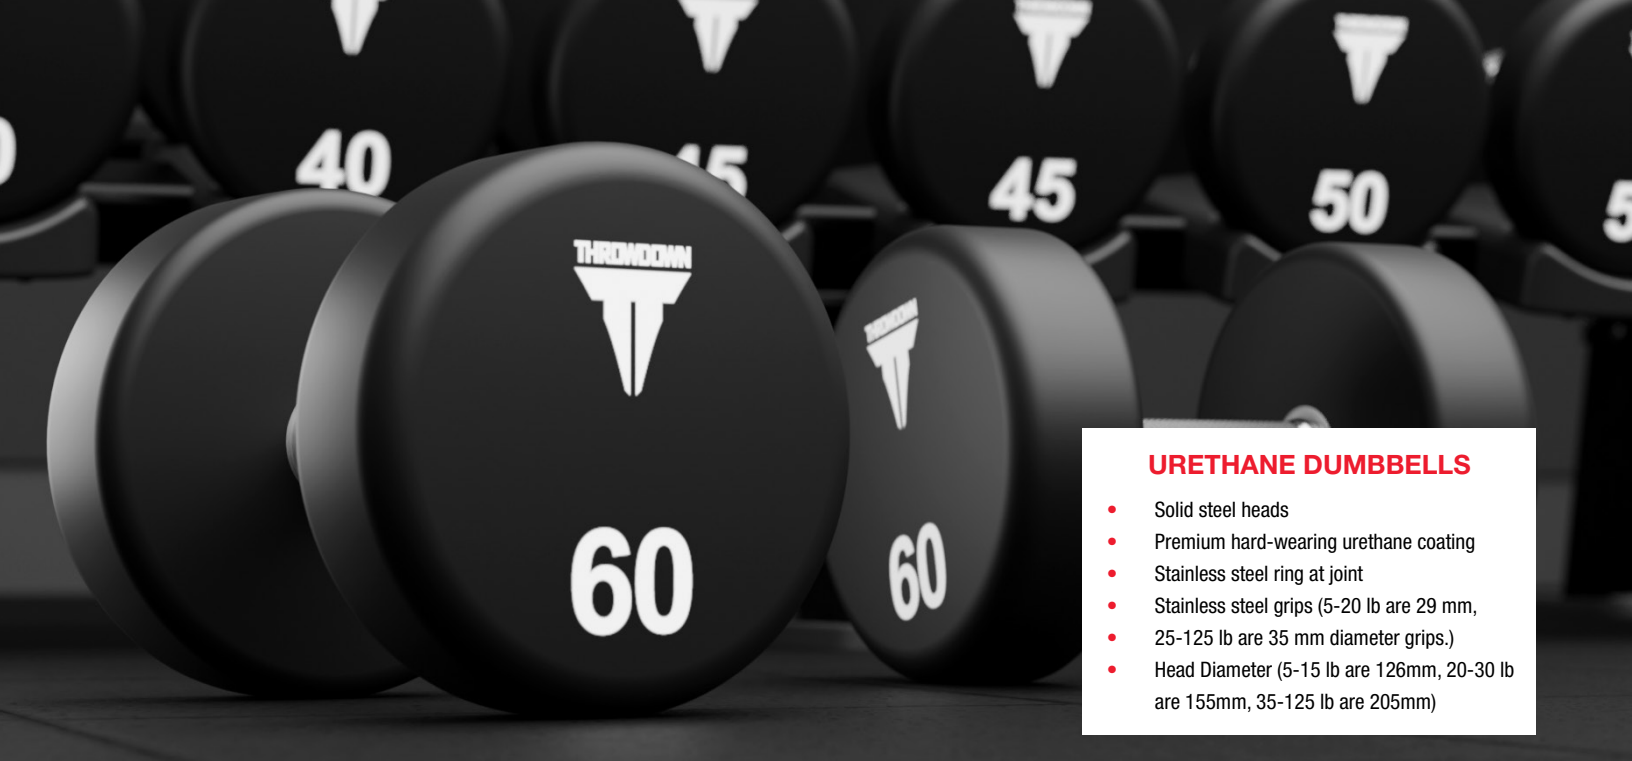 40
45
45
50
THROWDOWN
60
THROWDOWN
60
URETHANE DUMBBELLS
• Solid steel heads
• Premium hard-wearing urethane coating
• Stainless steel ring at joint
• Stainless steel grips (5-20 lb are 29 mm,
• 25-125 lb are 35 mm diameter grips.)
• Head Diameter (5-15 lb are 126mm, 20-30 lb
are 155mm, 35-125 lb are 205mm)